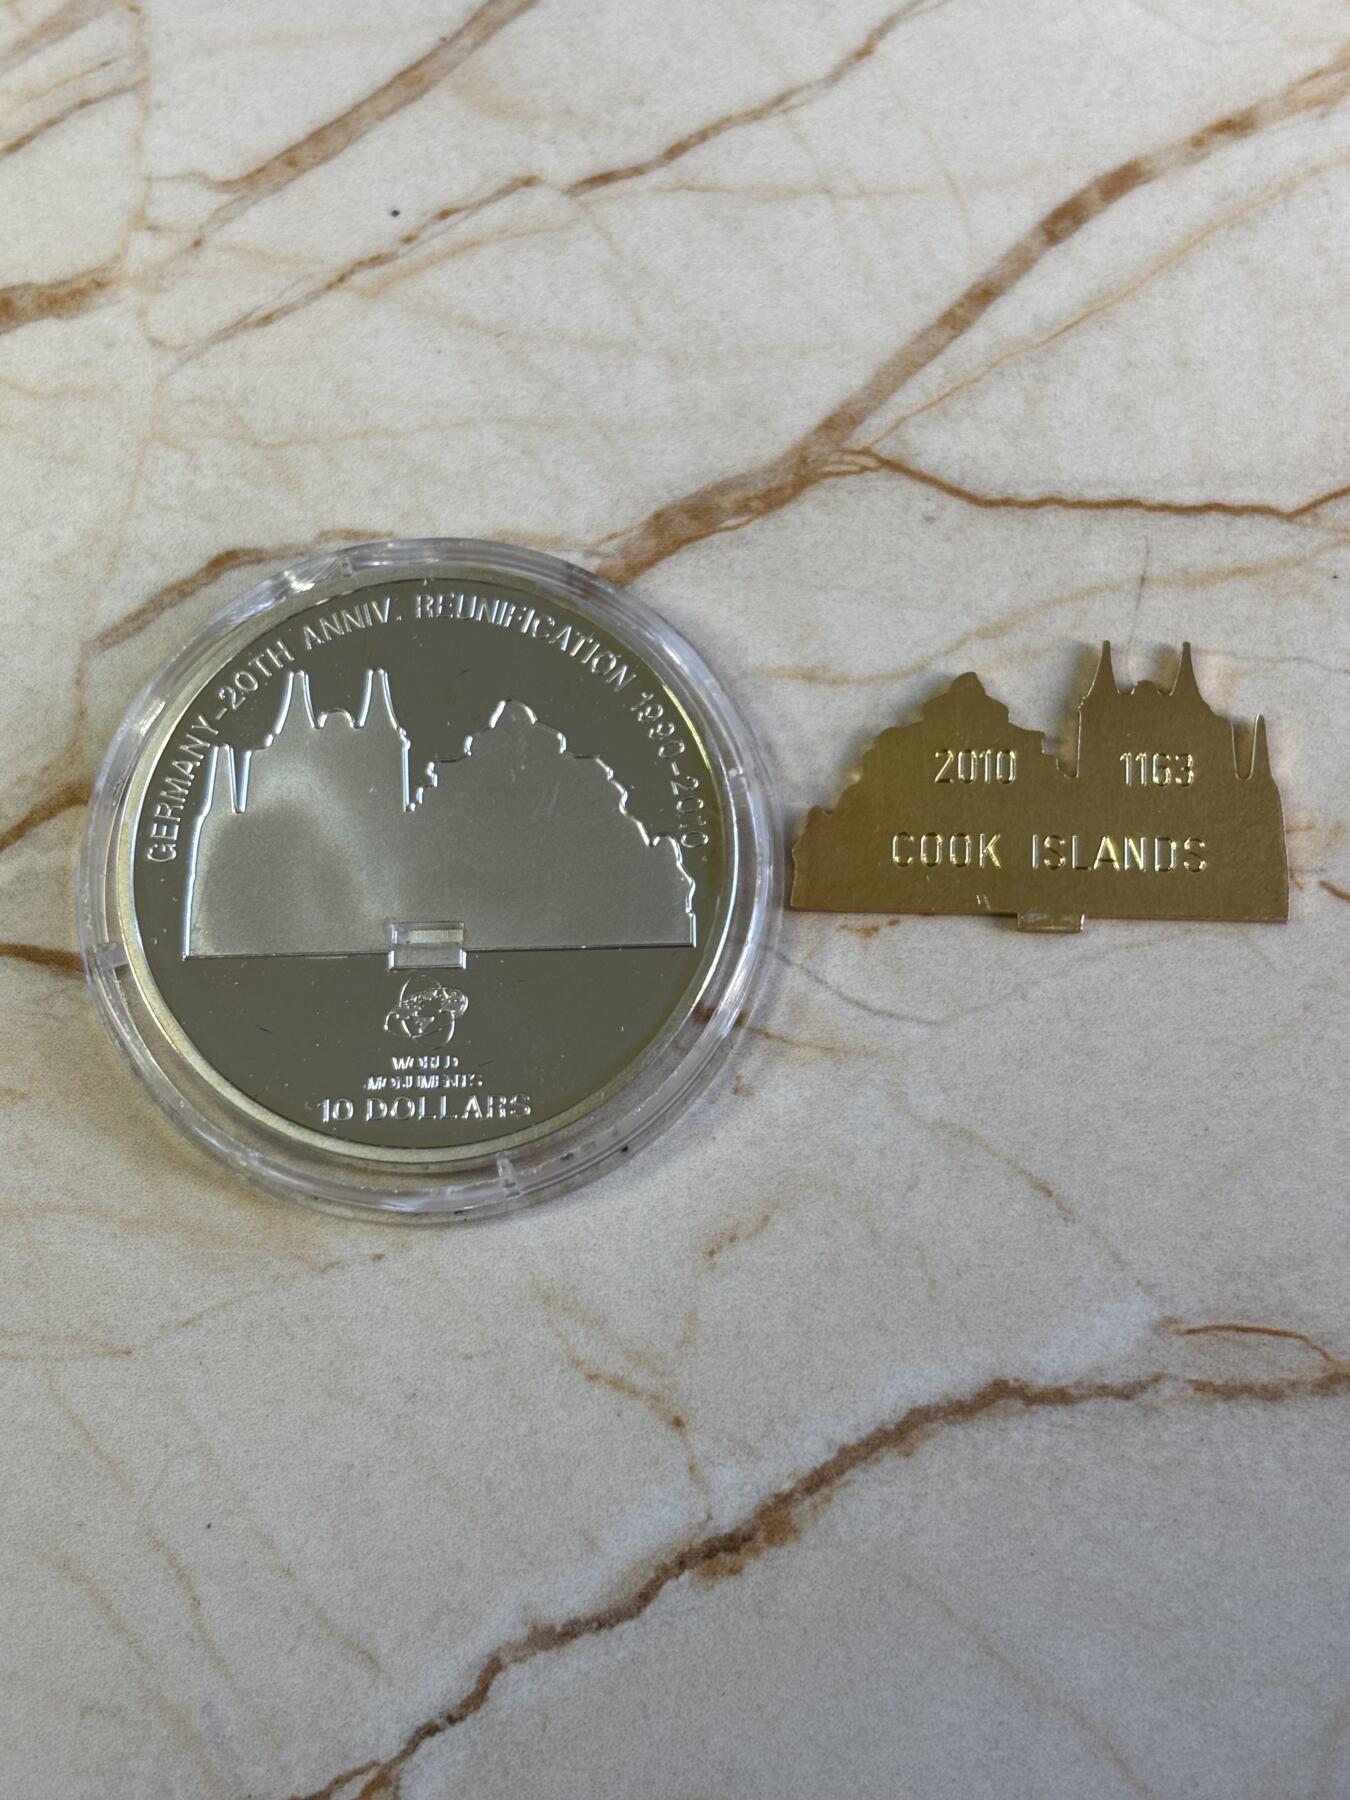 GERMANY-20TH ANNIV. REUNIFICATION 1990-2010
WORLD
MONUMENTS
10 DOLLARS
2010 1163
COOK ISLANDS